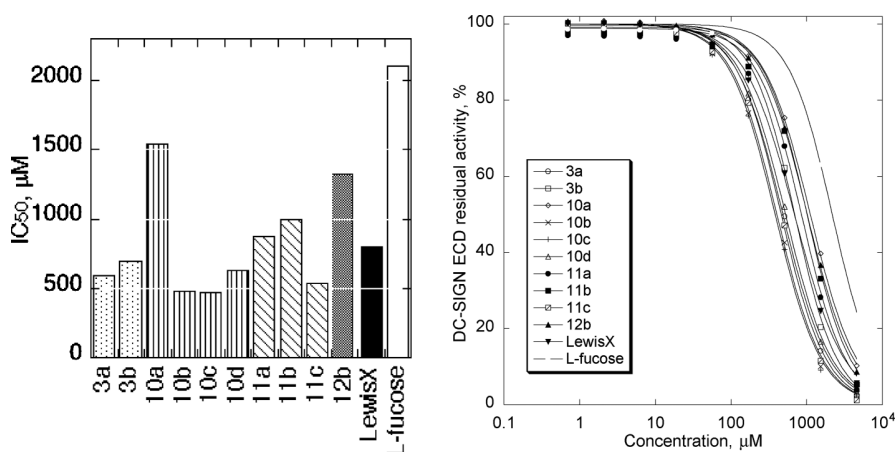 IC50, µM
2000
1500
1000
500
0
3a
3b
10a
10b
10c
10d
11a
11b
11c
12b
LewisX
L-fucose
DC-SIGN ECD residual activity, %
100
80
60
40
20
0
3a
3b
10a
10b
10c
10d
11a
11b
11c
12b
LewisX
L-fucose
0.1
1
10
100
1000
10⁴
Concentration, µM